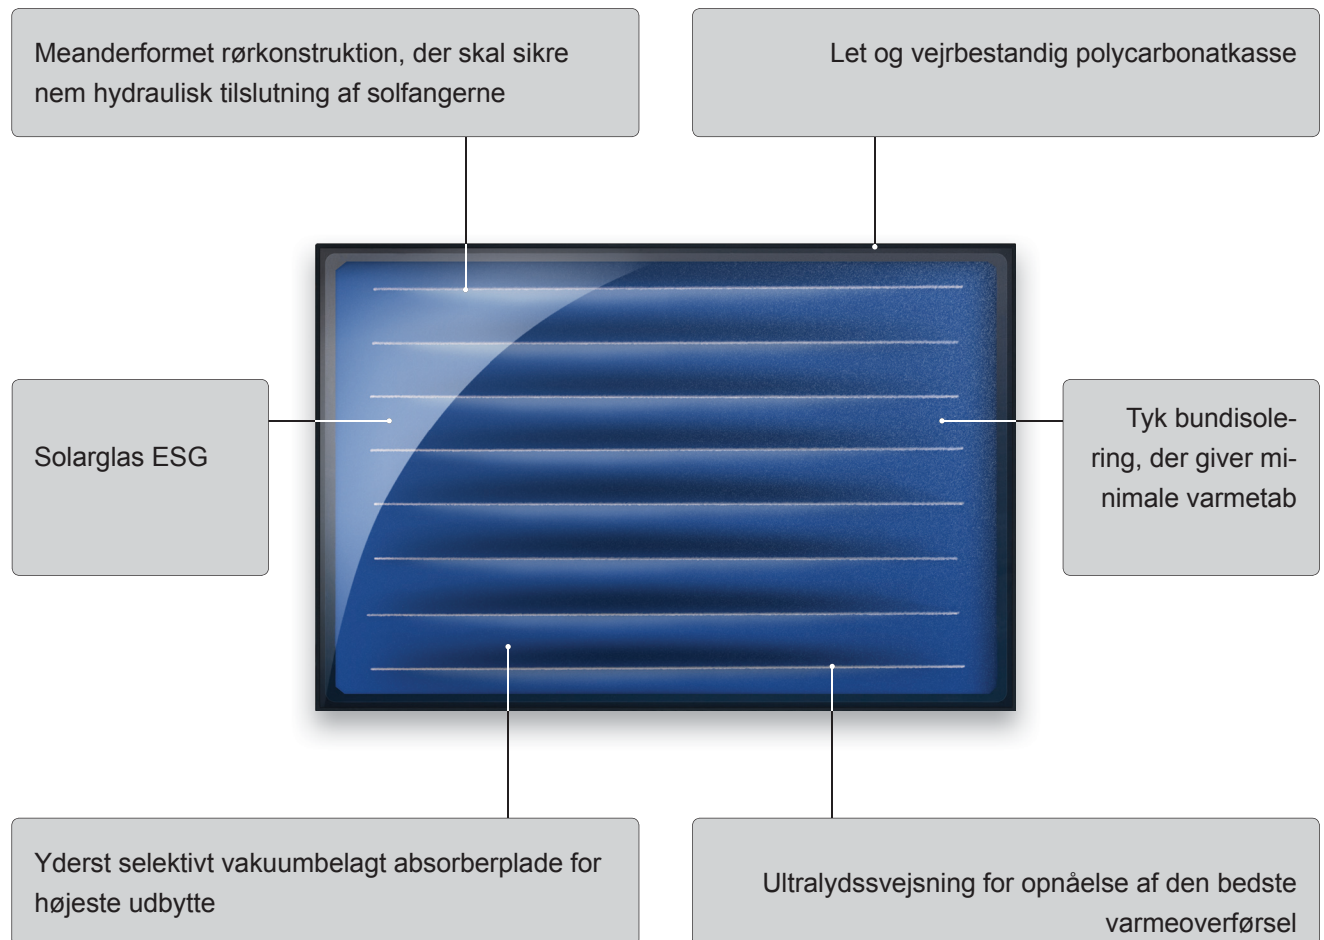 Meanderformet rørkonstruktion, der skal sikre
nem hydraulisk tilslutning af solfangerne
Let og vejrbestandig polycarbonatkasse
Solarglas ESG
Tyk bundisole-
ring, der giver mi-
nimale varmetab
Yderst selektivt vakuumbelagt absorberplade for
højeste udbytte
Ultralydssvejsning for opnåelse af den bedste
varmeoverførsel